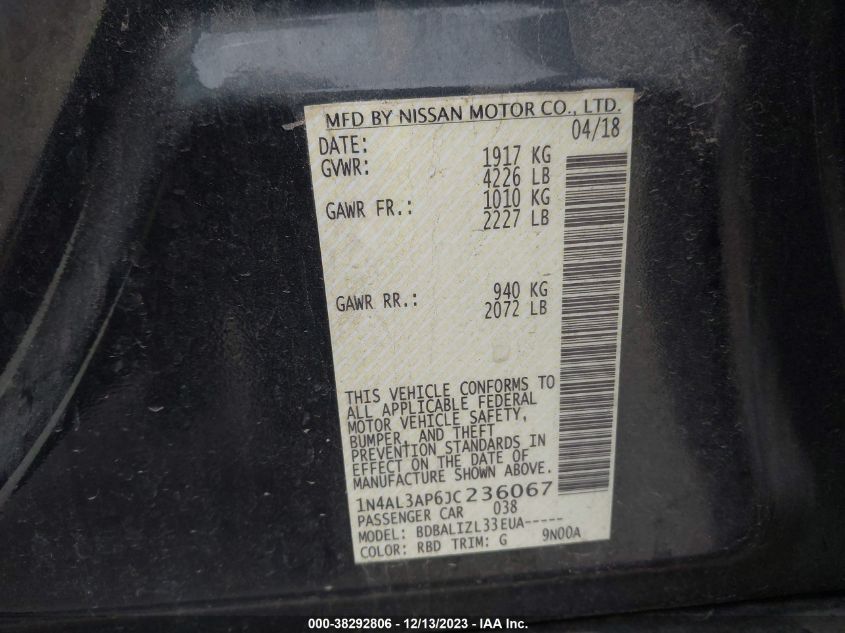 MFD BY NISSAN MOTOR CO., LTD.
DATE: 04/18
GVWR: 1917 KG
4226 LB
GAWR FR.: 1010 KG
2227 LB
GAWR RR.: 940 KG
2072 LB
THIS VEHICLE CONFORMS TO
ALL APPLICABLE FEDERAL
MOTOR VEHICLE SAFETY,
BUMPER, AND THEFT
PREVENTION STANDARDS IN
EFFECT ON THE DATE OF
MANUFACTURE SHOWN ABOVE.
1N4AL3AP6JC236067
PASSENGER CAR 038
MODEL: BDBALIZL33EUA-----
COLOR: RBD TRIM: G 9N00A
000-38292806 - 12/13/2023 - IAA Inc.